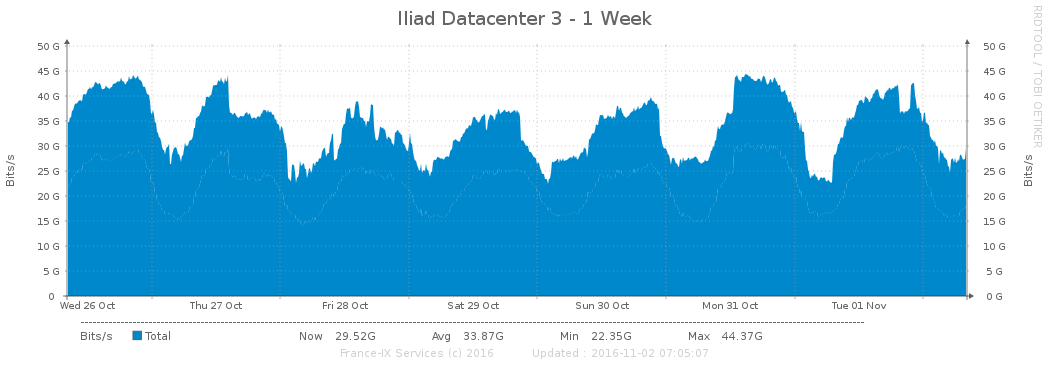 Iliad Datacenter 3 - 1 Week
RRDTOOL / TOBI OETIKER
Bits/s
50 G 50 G
45 G 45 G
40 G 40 G
35 G 35 G
30 G 30 G
25 G 25 G
20 G 20 G
15 G 15 G
10 G 10 G
5 G 5 G
0 0 G
Bits/s
Wed 26 Oct Thu 27 Oct Fri 28 Oct Sat 29 Oct Sun 30 Oct Mon 31 Oct Tue 01 Nov
Bits/s Total Now 29.52G Avg 33.87G Min 22.35G Max 44.37G
France-IX Services (c) 2016 Updated : 2016-11-02 07:05:07